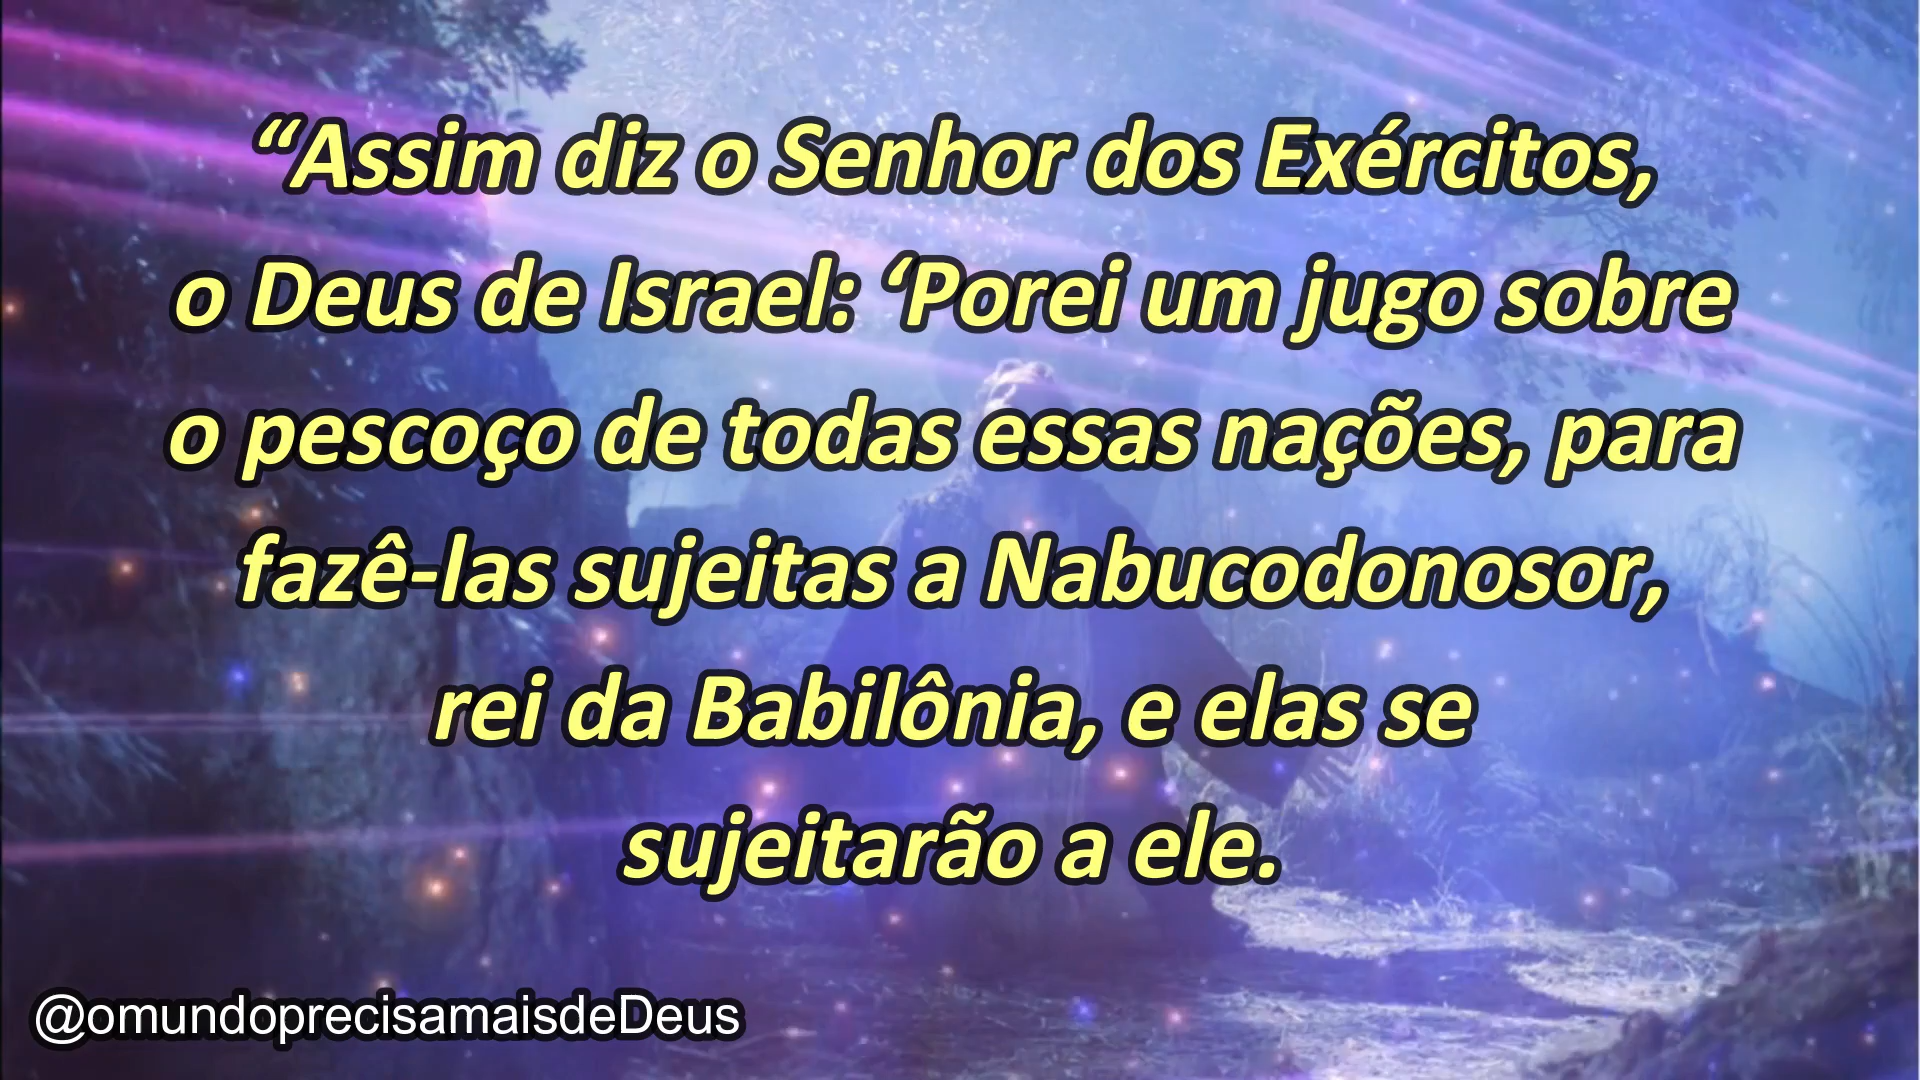 “Assim diz o Senhor dos Exércitos,
o Deus de Israel: ‘Porei um jugo sobre
o pescoço de todas essas nações, para
fazê-las sujeitas a Nabucodonosor,
rei da Babilônia, e elas se
sujeitarão a ele.
@omundoprecisamaisdeDeus